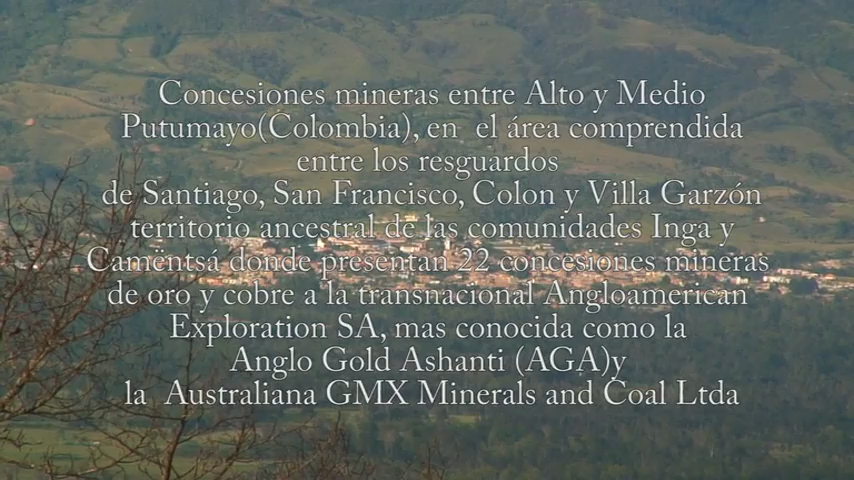 Concesiones mineras entre Alto y Medio
Putumayo(Colombia), en el área comprendida
entre los resguardos
de Santiago, San Francisco, Colon y Villa Garzón
territorio ancestral de las comunidades Inga y
Camëntsá donde presentan 22 concesiones mineras
de oro y cobre a la transnacional Angloamerican
Exploration SA, mas conocida como la
Anglo Gold Ashanti (AGA)y
la Australiana GMX Minerals and Coal Ltda